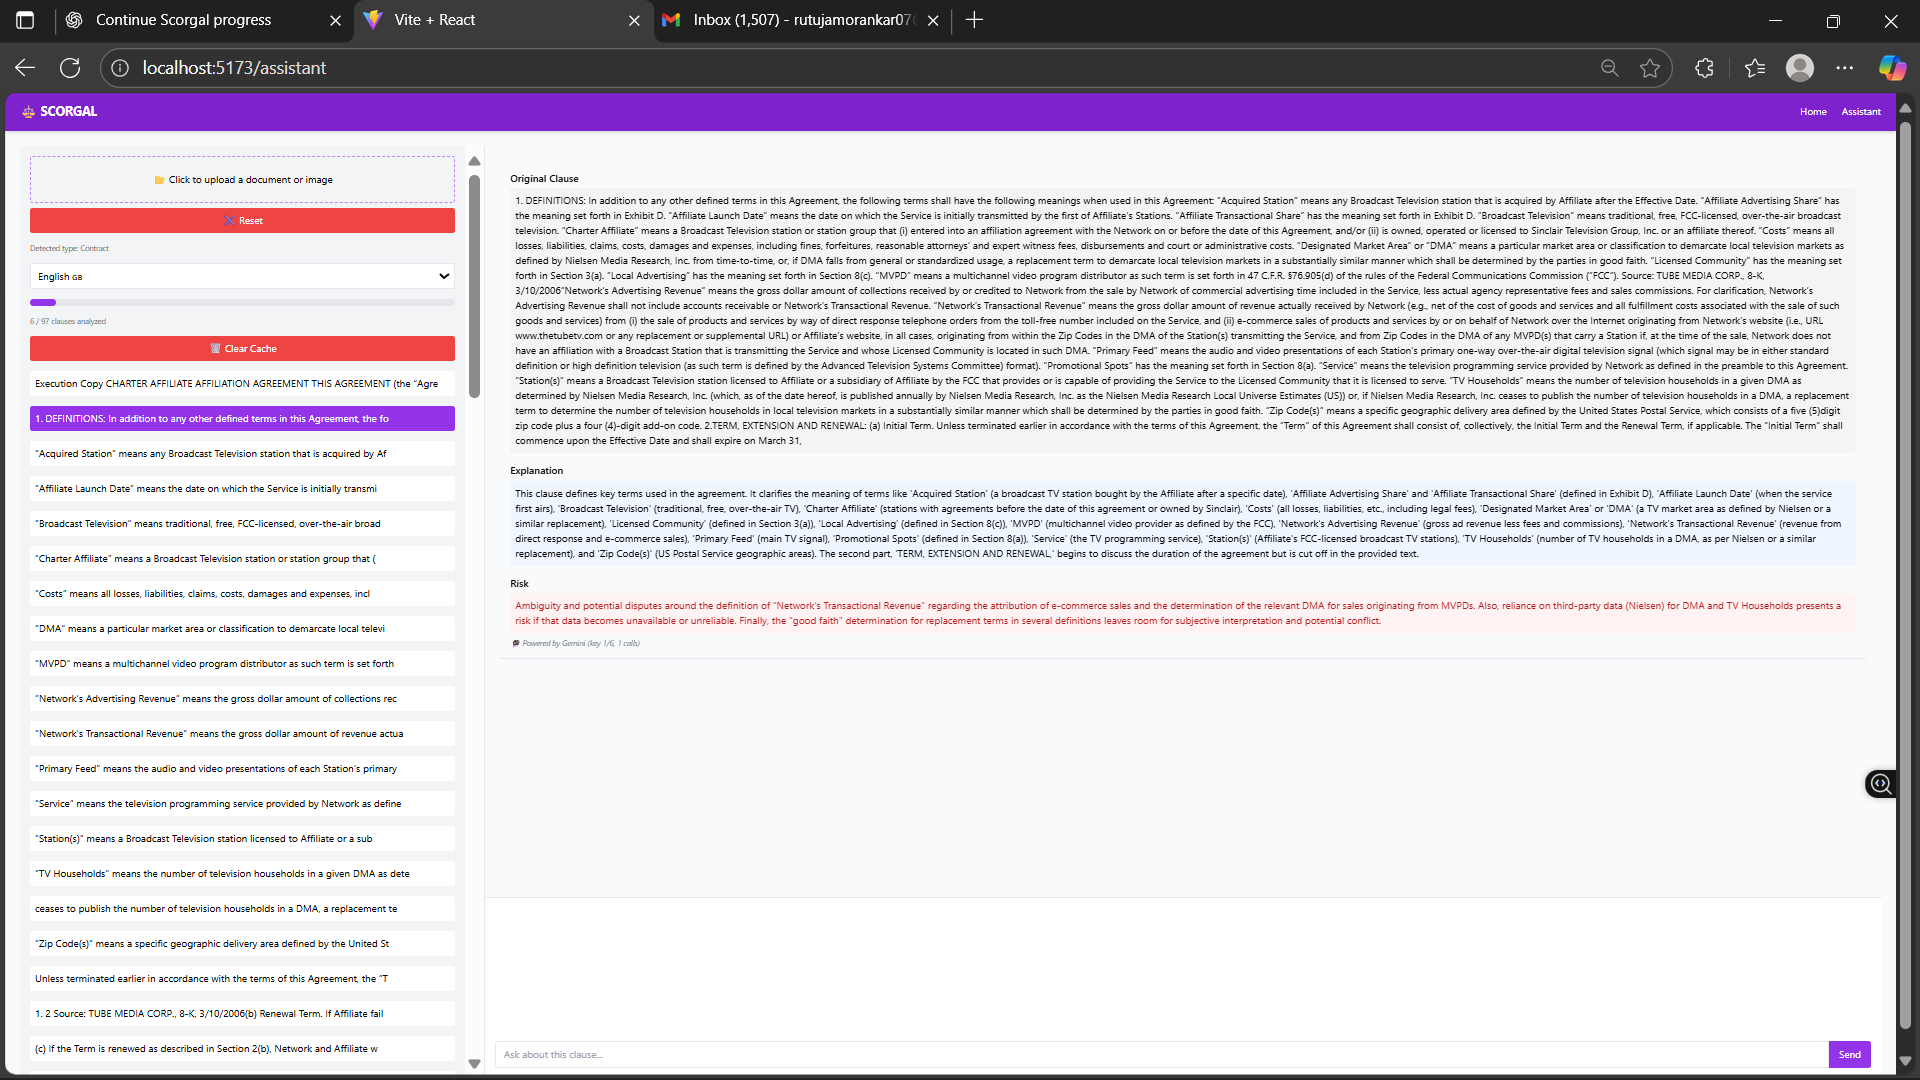 Continue Scorgal progress
Vite + React
Inbox (1,507) - rutujamorankar07
localhost:5173/assistant
SCORGAL
Home
Assistant
Click to upload a document or image
Reset
Detected type: Contract
English GB
6 / 97 clauses analyzed
Clear Cache
Execution Copy CHARTER AFFILIATE AFFILIATION AGREEMENT THIS AGREEMENT (the "Agre
1. DEFINITIONS: In addition to any other defined terms in this Agreement, the fo
"Acquired Station" means any Broadcast Television station that is acquired by Af
"Affiliate Launch Date" means the date on which the Service is initially transmi
"Broadcast Television" means traditional, free, FCC-licensed, over-the-air broad
"Charter Affiliate" means a Broadcast Television station or station group that (
"Costs" means all losses, liabilities, claims, costs, damages and expenses, incl
"DMA" means a particular market area or classification to demarcate local televi
"MVPD" means a multichannel video program distributor as such term is set forth
"Network's Advertising Revenue" means the gross dollar amount of collections rec
"Network's Transactional Revenue" means the gross dollar amount of revenue actua
"Primary Feed" means the audio and video presentations of each Station's primary
"Service" means the television programming service provided by Network as define
"Station(s)" means a Broadcast Television station licensed to Affiliate or a sub
"TV Households" means the number of television households in a given DMA as dete
ceases to publish the number of television households in a DMA, a replacement te
"Zip Code(s)" means a specific geographic delivery area defined by the United St
Unless terminated earlier in accordance with the terms of this Agreement, the "T
1. 2 Source: TUBE MEDIA CORP., 8-K, 3/10/2006(b) Renewal Term. If Affiliate fail
(c) If the Term is renewed as described in Section 2(b), Network and Affiliate w
Original Clause
1. DEFINITIONS: In addition to any other defined terms in this Agreement, the following terms shall have the following meanings when used in this Agreement: "Acquired Station" means any Broadcast Television station that is acquired by Affiliate after the Effective Date. "Affiliate Advertising Share" has
the meaning set forth in Exhibit D. "Affiliate Launch Date" means the date on which the Service is initially transmitted by the first of Affiliate's Stations. "Affiliate Transactional Share" has the meaning set forth in Exhibit D. "Broadcast Television" means traditional, free, FCC-licensed, over-the-air broadcast
television. "Charter Affiliate" means a Broadcast Television station or station group that (i) entered into an affiliation agreement with the Network on or before the date of this Agreement, and/or (ii) is owned, operated or licensed to Sinclair Television Group, Inc. or an affiliate thereof. "Costs" means all
losses, liabilities, claims, costs, damages and expenses, including fines, forfeitures, reasonable attorneys' and expert witness fees, disbursements and court or administrative costs. "Designated Market Area" or "DMA" means a particular market area or classification to demarcate local television markets as
defined by Nielsen Media Research, Inc. from time-to-time, or, if DMA falls from general or standardized usage, a replacement term to demarcate local television markets in a substantially similar manner which shall be determined by the parties in good faith. "Licensed Community" has the meaning set
forth in Section 3(a). "Local Advertising" has the meaning set forth in Section 8(c). "MVPD" means a multichannel video program distributor as such term is set forth in 47 C.F.R. §76.905(d) of the rules of the Federal Communications Commission ("FCC"). Source: TUBE MEDIA CORP., 8-K,
3/10/2006"Network's Advertising Revenue" means the gross dollar amount of collections received by or credited to Network from the sale by Network of commercial advertising time included in the Service, less actual agency representative fees and sales commissions. For clarification, Network's
Advertising Revenue shall not include accounts receivable or Network's Transactional Revenue. "Network's Transactional Revenue" means the gross dollar amount of revenue actually received by Network (e.g., net of the cost of goods and services and all fulfillment costs associated with the sale of such
goods and services) from (i) the sale of products and services by way of direct response telephone orders from the toll-free number included on the Service, and (ii) e-commerce sales of products and services by or on behalf of Network over the Internet originating from Network's website (i.e., URL
www.thetubetv.com or any replacement or supplemental URL) or Affiliate's website, in all cases, originating from within the Zip Codes in the DMA of the Station(s) transmitting the Service, and from Zip Codes in the DMA of any MVPD(s) that carry a Station if, at the time of the sale, Network does not
have an affiliation with a Broadcast Station that is transmitting the Service and whose Licensed Community is located in such DMA. "Primary Feed" means the audio and video presentations of each Station's primary one-way over-the-air digital television signal (which signal may be in either standard
definition or high definition television (as such term is defined by the Advanced Television Systems Committee) format). "Promotional Spots" has the meaning set forth in Section 8(a). "Service" means the television programming service provided by Network as defined in the preamble to this Agreement.
"Station(s)" means a Broadcast Television station licensed to Affiliate or a subsidiary of Affiliate by the FCC that provides or is capable of providing the Service to the Licensed Community that it is licensed to serve. "TV Households" means the number of television households in a given DMA as
determined by Nielsen Media Research, Inc. (which, as of the date hereof, is published annually by Nielsen Media Research, Inc. as the Nielsen Media Research Local Universe Estimates (US)) or, if Nielsen Media Research, Inc. ceases to publish the number of television households in a DMA, a replacement
term to determine the number of television households in local television markets in a substantially similar manner which shall be determined by the parties in good faith. "Zip Code(s)" means a specific geographic delivery area defined by the United States Postal Service, which consists of a five (5)digit
zip code plus a four (4)-digit add-on code. 2.TERM, EXTENSION AND RENEWAL: (a) Initial Term. Unless terminated earlier in accordance with the terms of this Agreement, the "Term" of this Agreement shall consist of, collectively, the Initial Term and the Renewal Term, if applicable. The "Initial Term" shall
commence upon the Effective Date and shall expire on March 31,
Explanation
This clause defines key terms used in the agreement. It clarifies the meaning of terms like 'Acquired Station' (a broadcast TV station bought by the Affiliate after a specific date), 'Affiliate Advertising Share' and 'Affiliate Transactional Share' (defined in Exhibit D), 'Affiliate Launch Date' (when the service
first airs), 'Broadcast Television' (traditional, free, over-the-air TV), 'Charter Affiliate' (stations with agreements before the date of this agreement or owned by Sinclair), 'Costs' (all losses, liabilities, etc., including legal fees), 'Designated Market Area' or 'DMA' (a TV market area as defined by Nielsen or a
similar replacement), 'Licensed Community' (defined in Section 3(a)), 'Local Advertising' (defined in Section 8(c)), 'MVPD' (multichannel video provider as defined by the FCC), 'Network's Advertising Revenue' (gross ad revenue less fees and commissions), 'Network's Transactional Revenue' (revenue from
direct response and e-commerce sales), 'Primary Feed' (main TV signal), 'Promotional Spots' (defined in Section 8(a)), 'Service' (the TV programming service), 'Station(s)' (Affiliate's FCC-licensed broadcast TV stations), 'TV Households' (number of TV households in a DMA, as per Nielsen or a similar
replacement), and 'Zip Code(s)' (US Postal Service geographic areas). The second part, 'TERM, EXTENSION AND RENEWAL,' begins to discuss the duration of the agreement but is cut off in the provided text.
Risk
Ambiguity and potential disputes around the definition of "Network's Transactional Revenue" regarding the attribution of e-commerce sales and the determination of the relevant DMA for sales originating from MVPDs. Also, reliance on third-party data (Nielsen) for DMA and TV Households presents a
risk if that data becomes unavailable or unreliable. Finally, the "good faith" determination for replacement terms in several definitions leaves room for subjective interpretation and potential conflict.
Powered by Gemini (key 1/6, 1 calls)
Ask about this clause...
Send